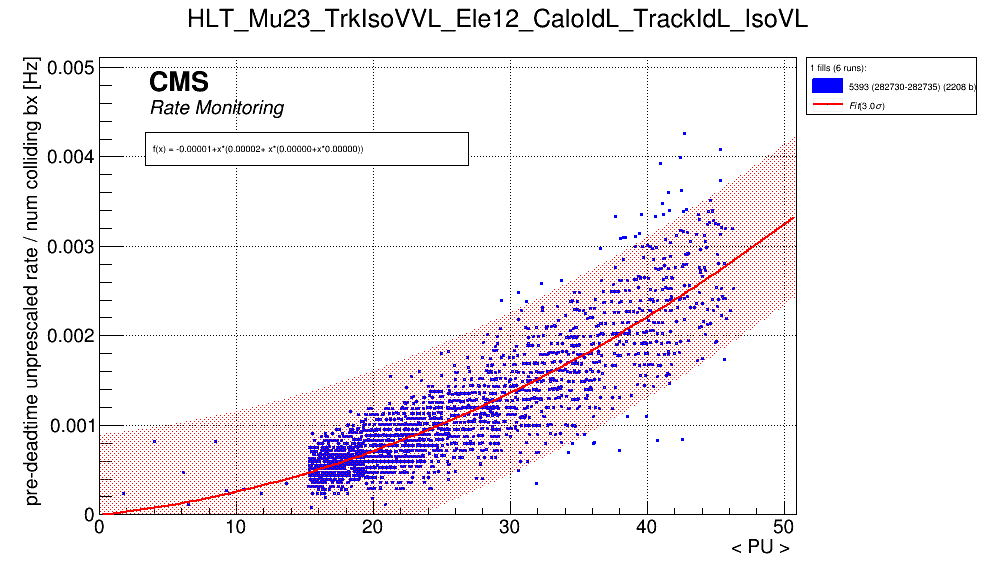 HLT_Mu23_TrkIsoVVL_Ele12_CaloIdL_TrackIdL_IsoVL
pre-deadtime unprescaled rate / num colliding bx [Hz]
0.005
0.004
0.003
0.002
0.001
0
CMS
Rate Monitoring
f(x) = -0.00001+x*(0.00002+ x*(0.00000+x*0.00000))
1 fills (6 runs):
5393 (282730-282735) (2208 b)
Fit(3.0σ)
0 10 20 30 40 50
< PU >